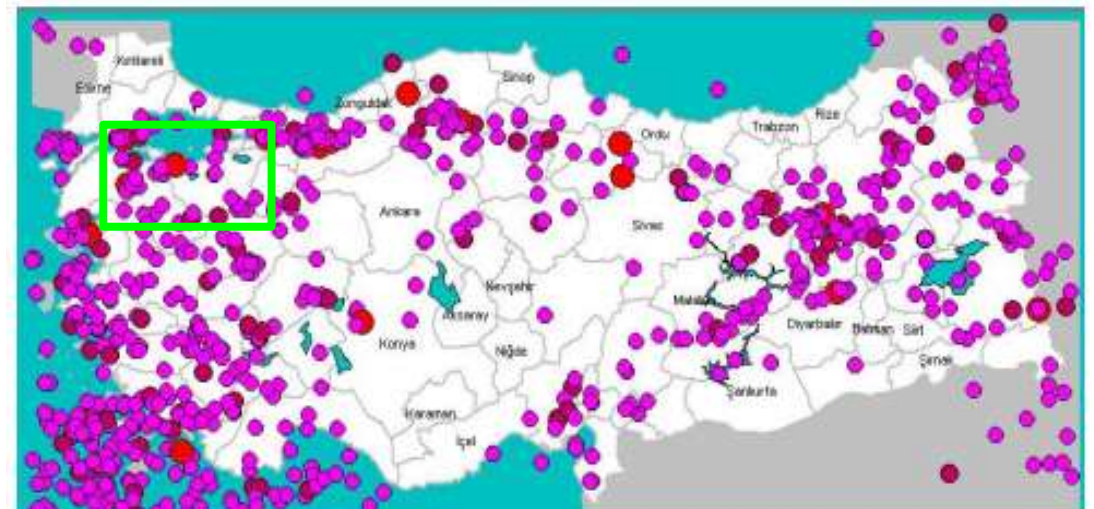 Kırklareli
Edirne
Sinop
Zonguldak
Rize
Trabzon
Ordu
Ankara
Sivas
Nevşehir
Malatya
Aksaray
Diyarbakır
Batman
Siirt
Konya
Niğde
Şırnak
Şanlıurfa
Karaman
İçel